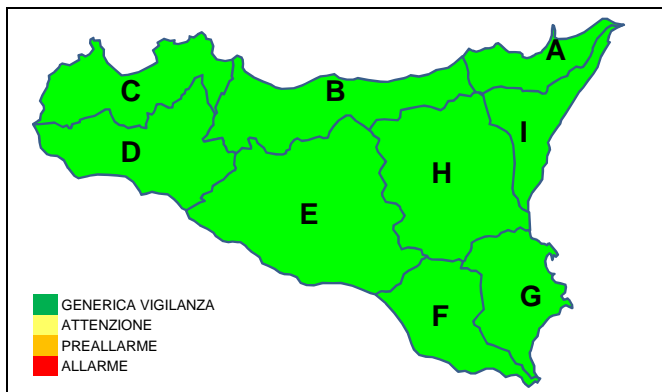 A
B
C
I
D
H
E
G
F
GENERICA VIGILANZA
ATTENZIONE
PREALLARME
ALLARME